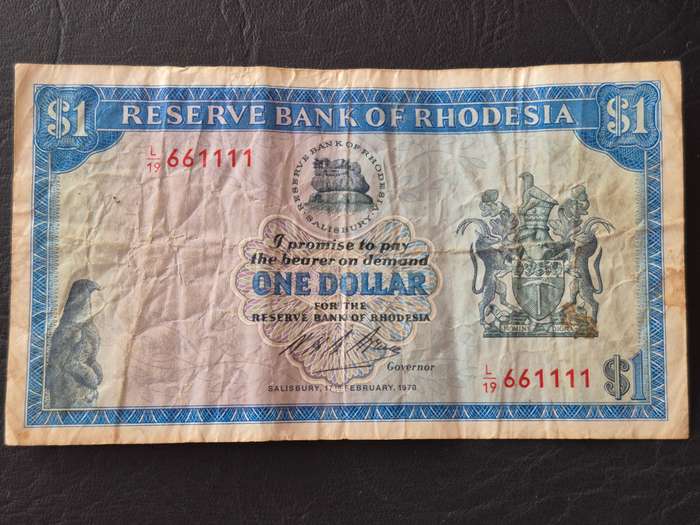 $1 RESERVE BANK OF RHODESIA $1
L/19 661111
RESERVE BANK OF RHODESIA
SALISBURY
I promise to pay
the bearer on demand
ONE DOLLAR
FOR THE
RESERVE BANK OF RHODESIA
Governor
L/19 661111 $1
SALISBURY, 17TH FEBRUARY, 1978